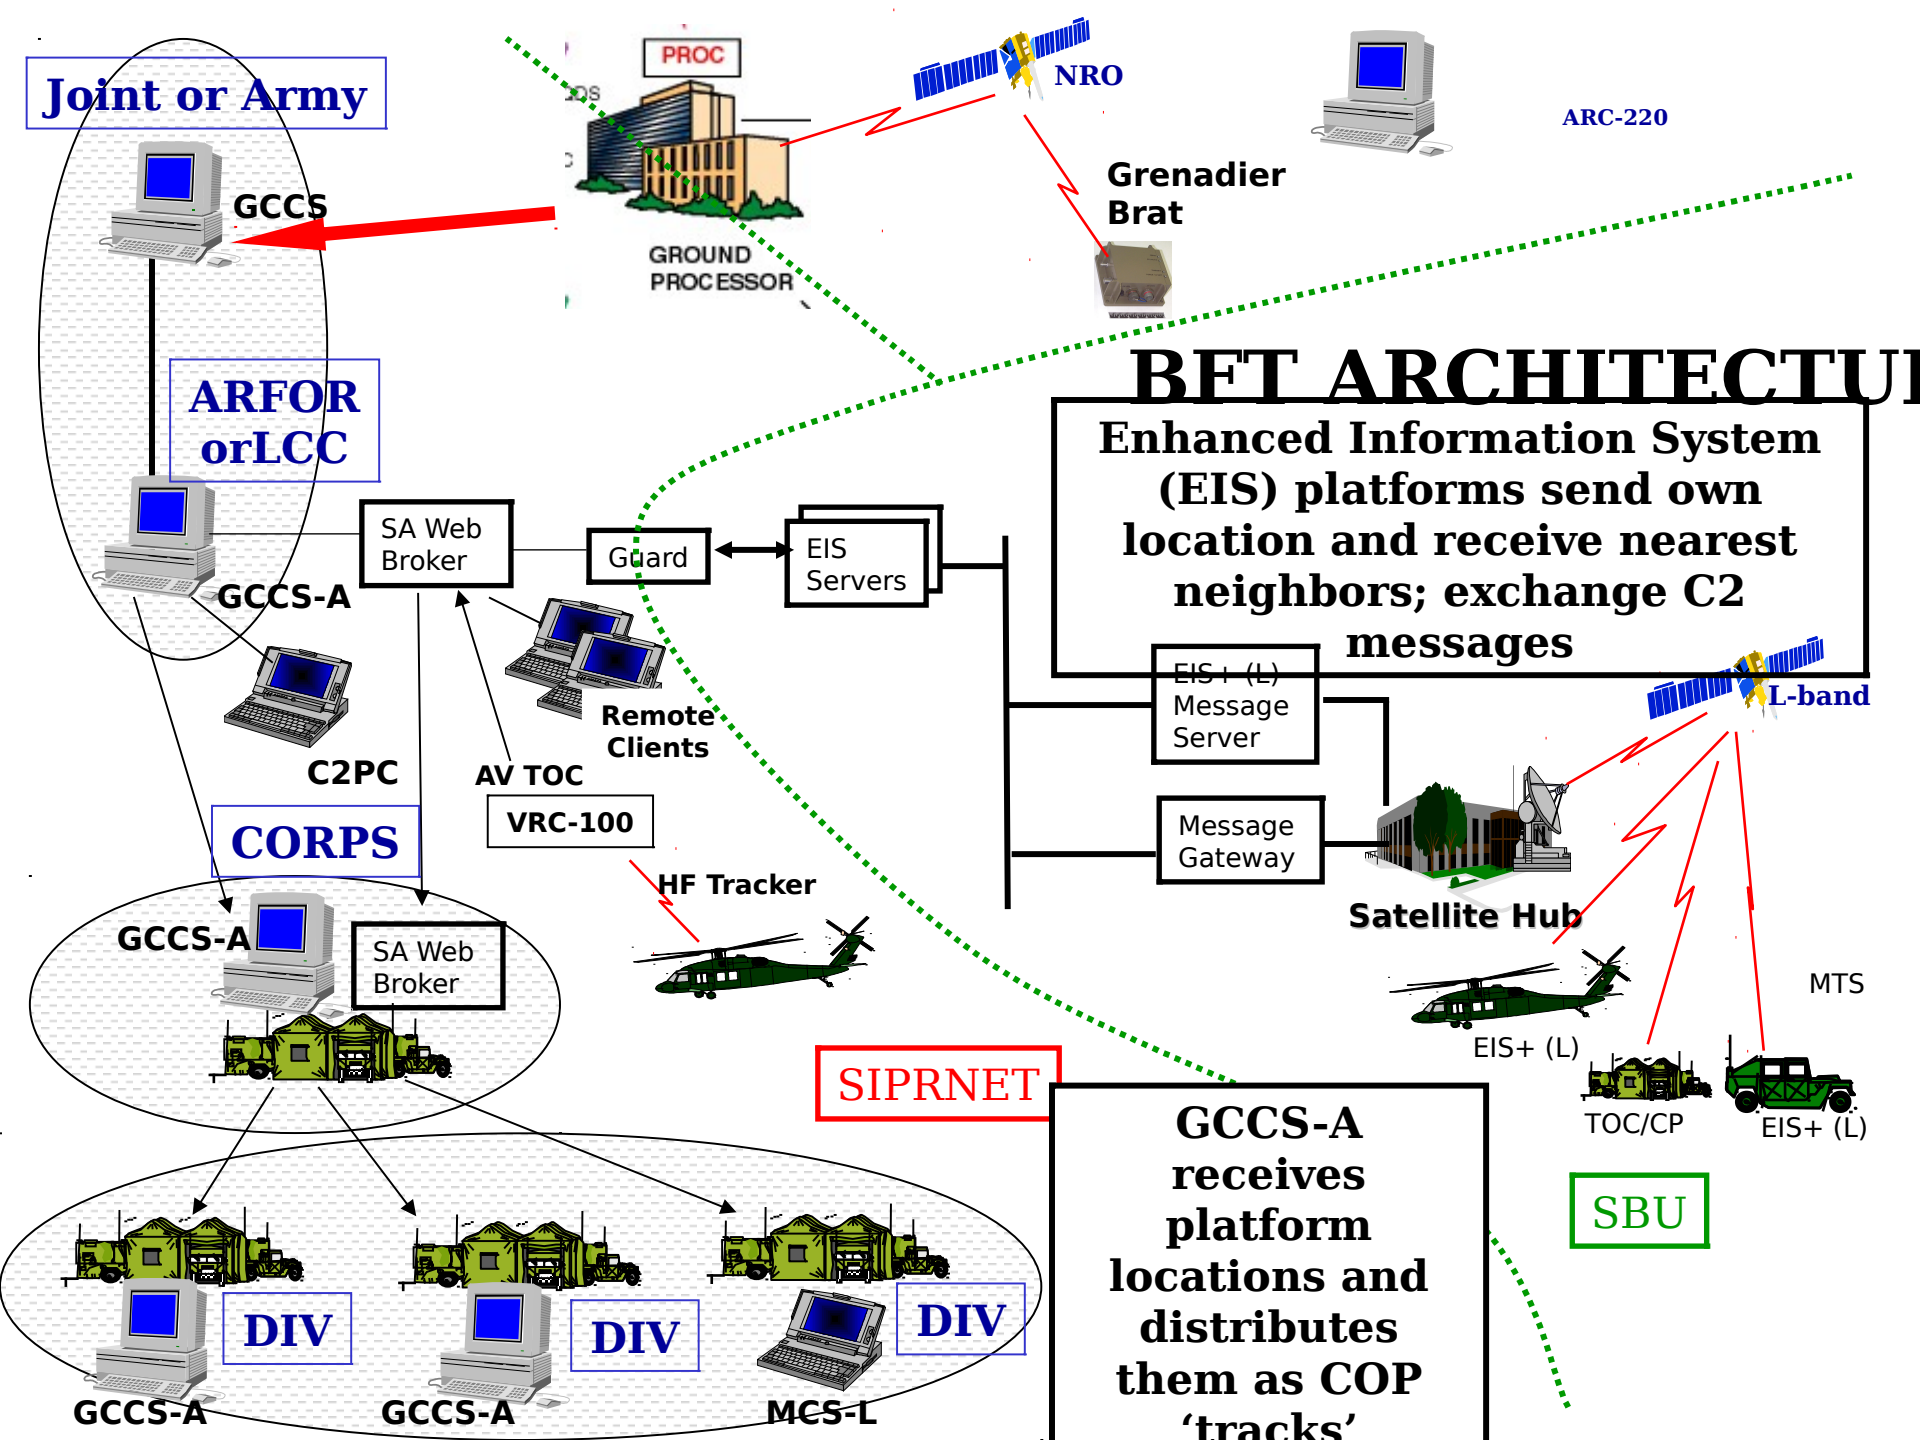 PROC
NRO
Joint or Army
ARC-220
GCCS
Grenadier
Brat
GROUND
PROCESSOR
BFT ARCHITECTU
ARFOR
orLCC
Enhanced Information System
(EIS) platforms send own
location and receive nearest
neighbors; exchange C2
messages
SA Web
Broker
Guard
EIS
Servers
GCCS-A
EIS+ (L)
Message
Server
L-band
Remote
Clients
C2PC
AV TOC
VRC-100
CORPS
Message
Gateway
HF Tracker
Satellite Hub
GCCS-A
SA Web
Broker
MTS
EIS+ (L)
SIPRNET
TOC/CP
EIS+ (L)
GCCS-A
receives
platform
locations and
distributes
them as COP
‘tracks’
SBU
DIV
DIV
DIV
GCCS-A
GCCS-A
MCS-L